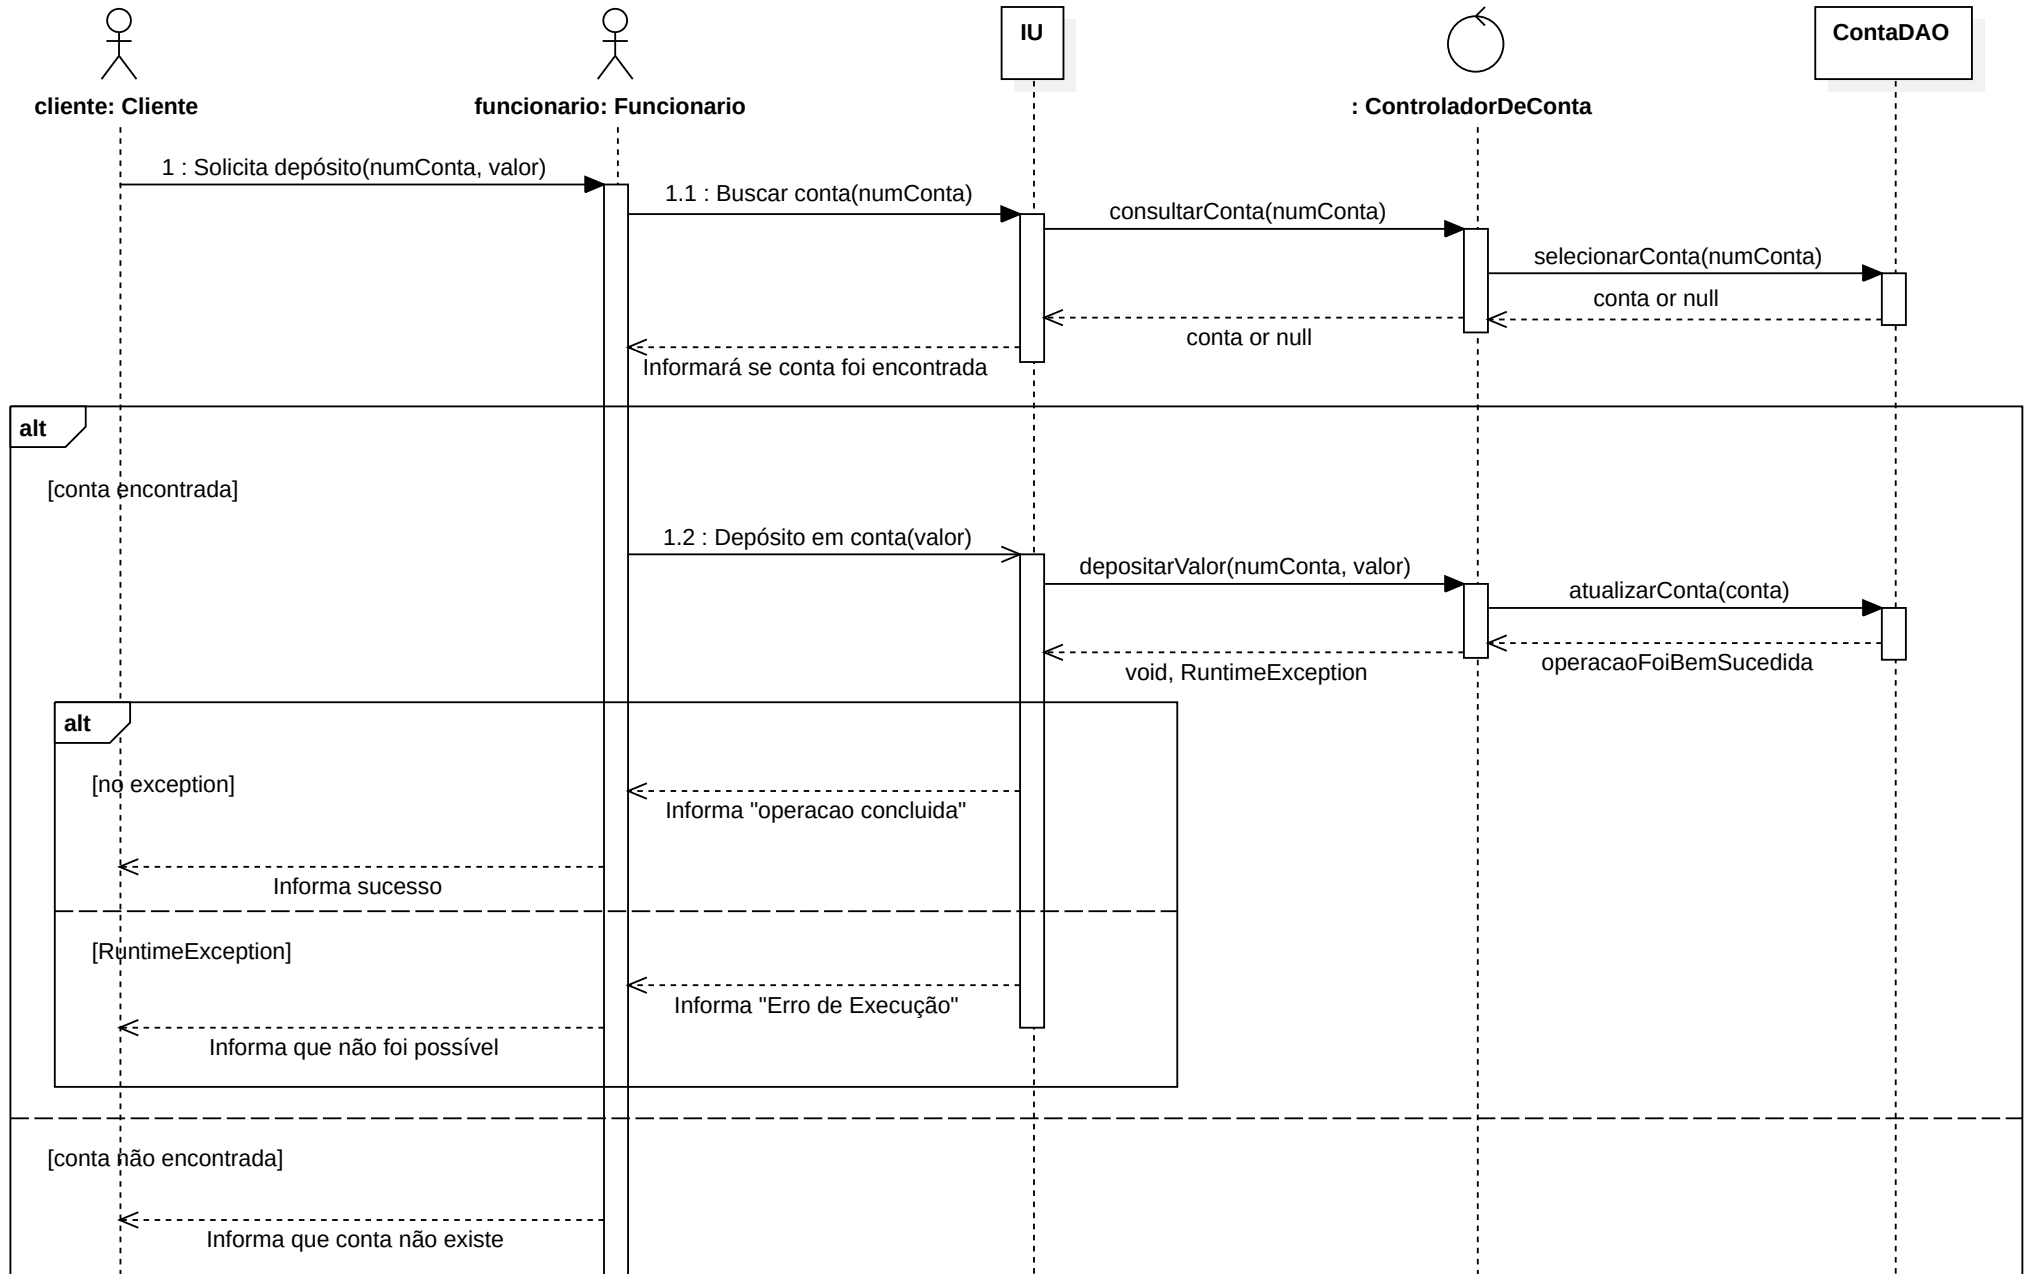 IU
ContaDAO
cliente: Cliente
funcionario: Funcionario
: ControladorDeConta
1 : Solicita depósito(numConta, valor)
1.1 : Buscar conta(numConta)
consultarConta(numConta)
selecionarConta(numConta)
conta or null
conta or null
Informará se conta foi encontrada
alt
[conta encontrada]
1.2 : Depósito em conta(valor)
depositarValor(numConta, valor)
atualizarConta(conta)
operacaoFoiBemSucedida
void, RuntimeException
alt
[no exception]
Informa "operacao concluida"
Informa sucesso
[RuntimeException]
Informa "Erro de Execução"
Informa que não foi possível
[conta não encontrada]
Informa que conta não existe